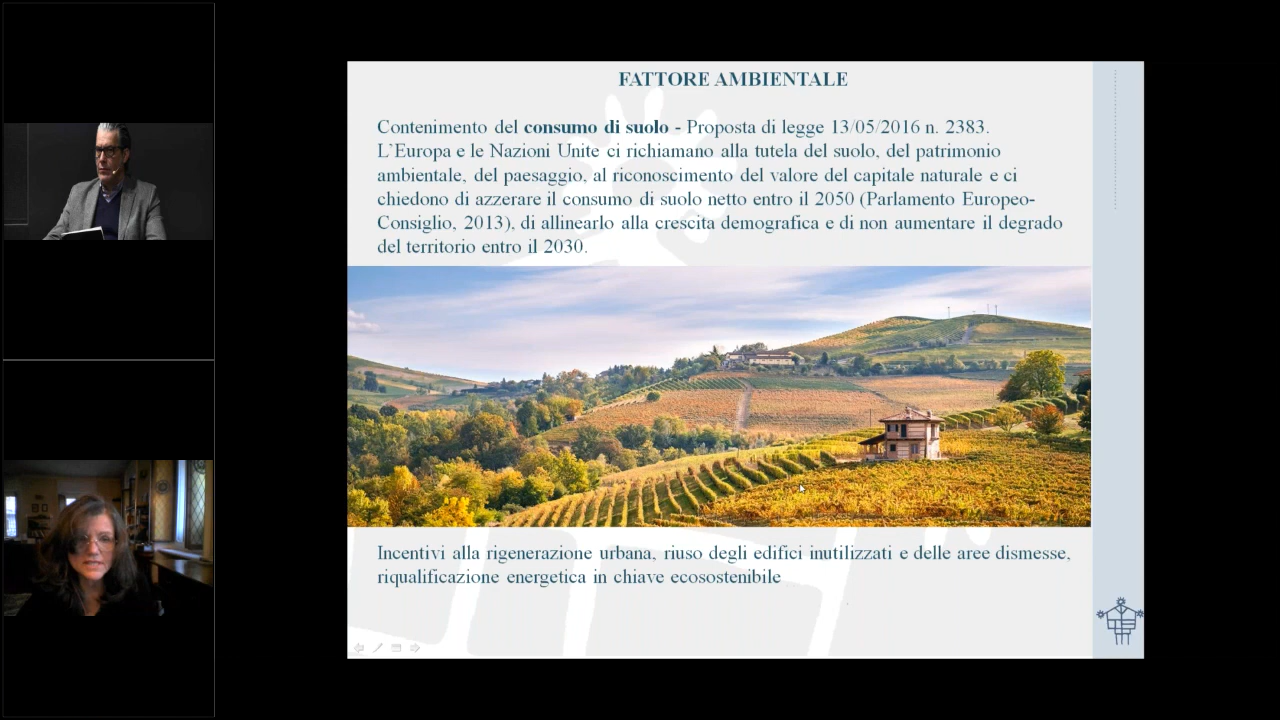 FATTORE AMBIENTALE
Contenimento del consumo di suolo - Proposta di legge 13/05/2016 n. 2383.
L'Europa e le Nazioni Unite ci richiamano alla tutela del suolo, del patrimonio
ambientale, del paesaggio, al riconoscimento del valore del capitale naturale e ci
chiedono di azzerare il consumo di suolo netto entro il 2050 (Parlamento Europeo-
Consiglio, 2013), di allinearlo alla crescita demografica e di non aumentare il degrado
del territorio entro il 2030.
Incentivi alla rigenerazione urbana, riuso degli edifici inutilizzati e delle aree dismesse,
riqualificazione energetica in chiave ecosostenibile